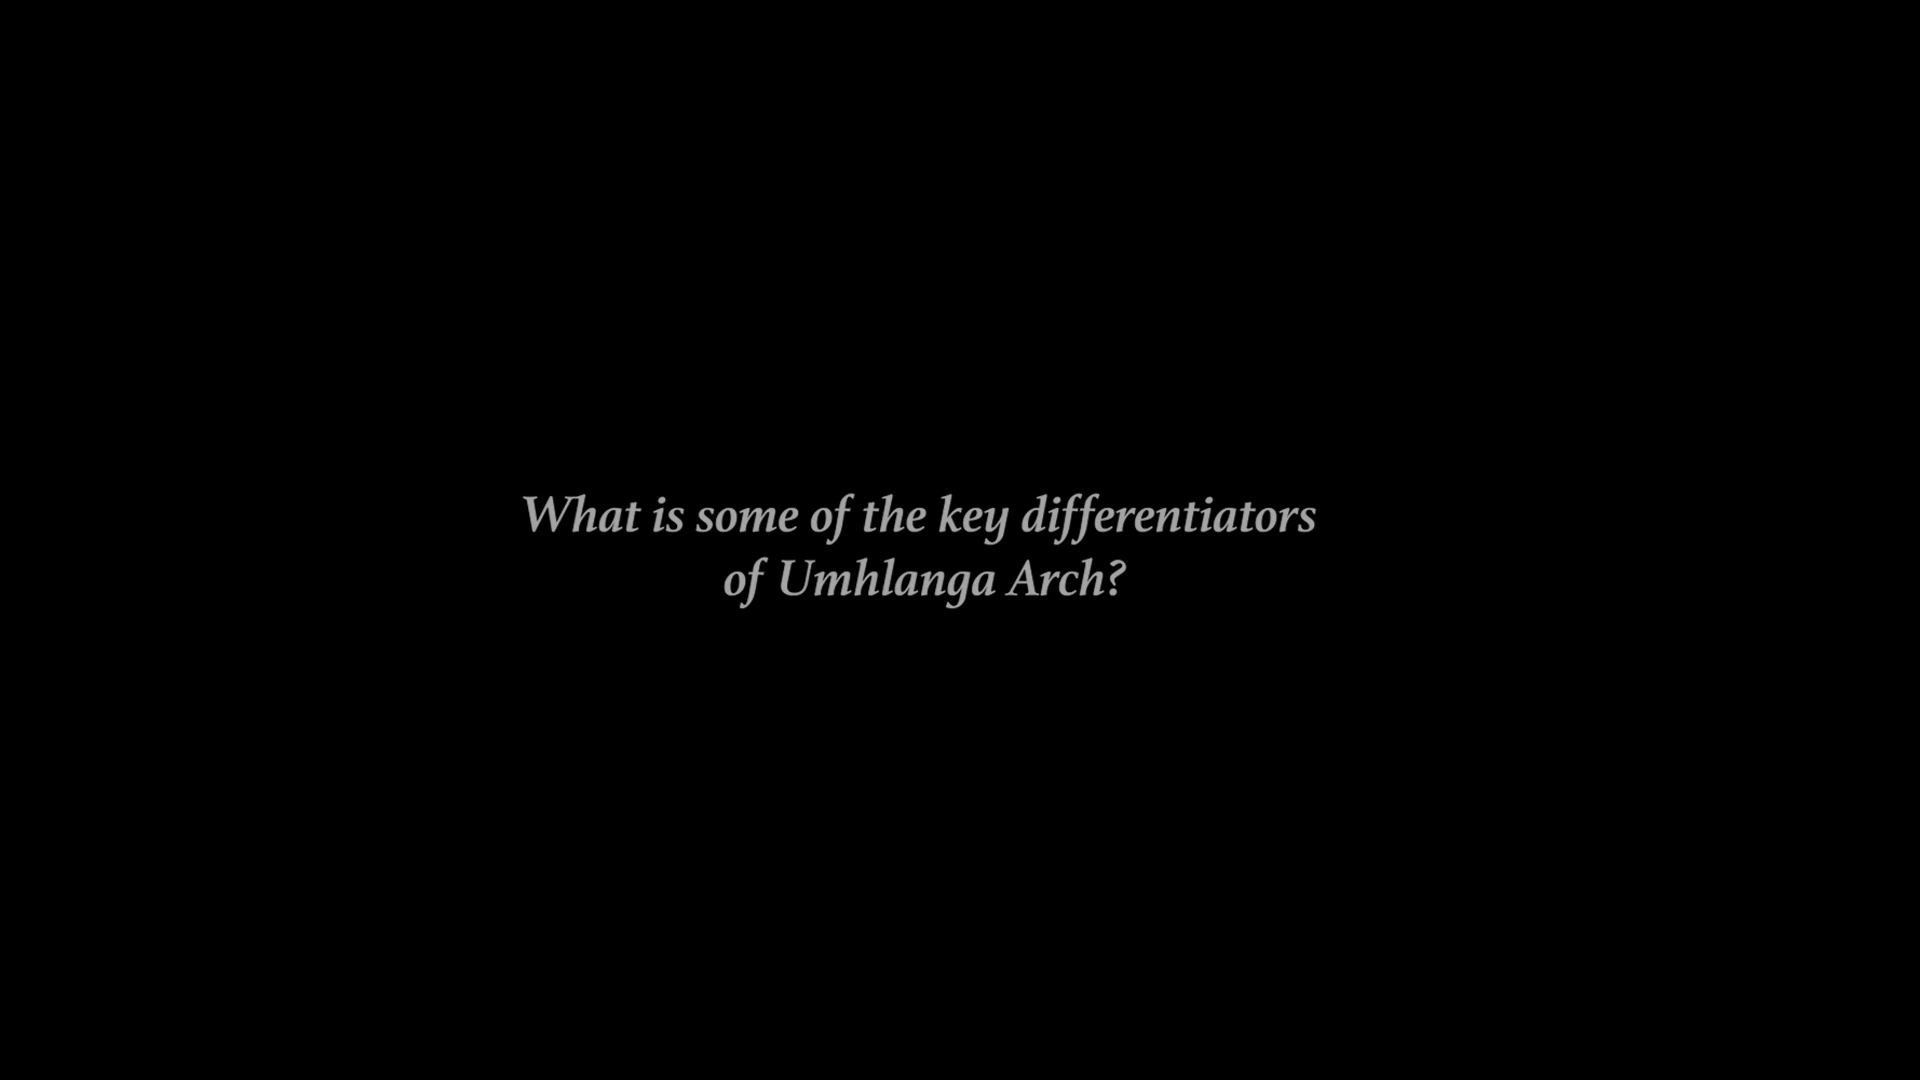 What is some of the key differentiators
of Umhlanga Arch?